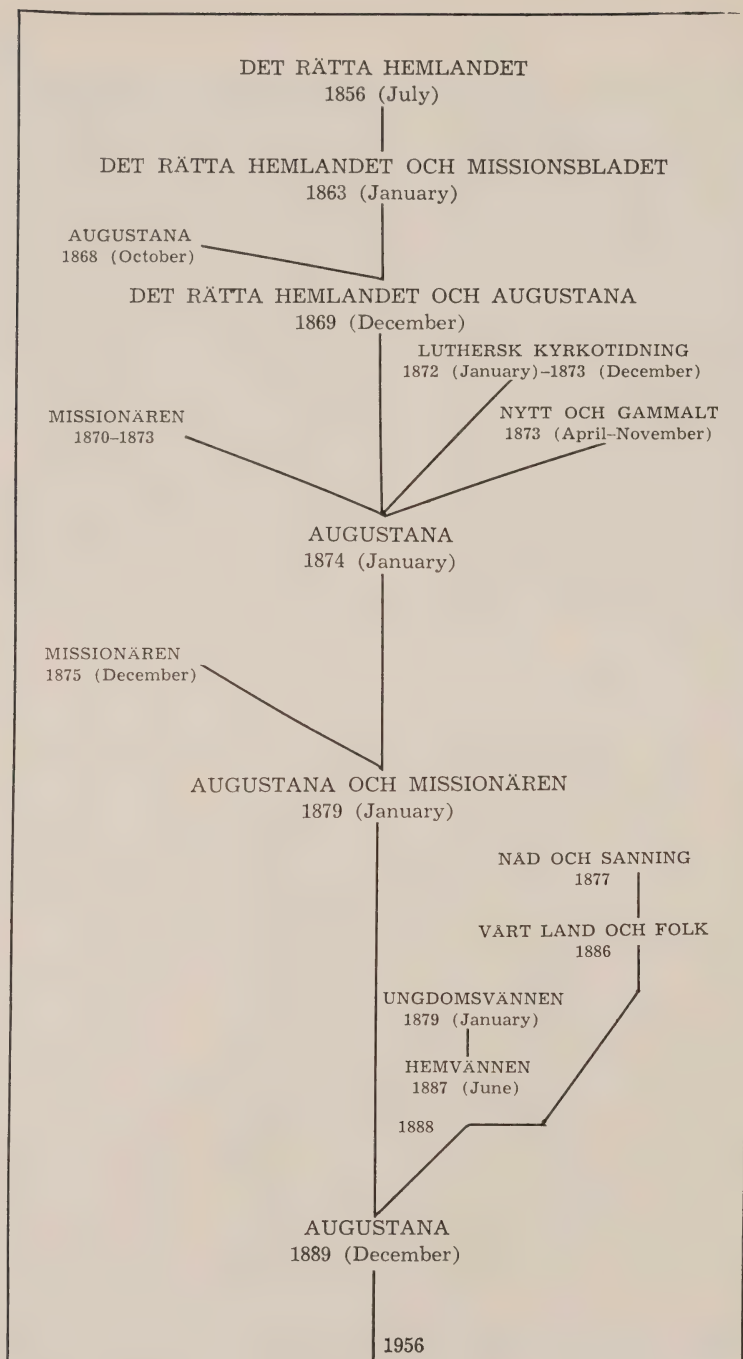 DET RÄTTA HEMLANDET
1856 (July)
DET RÄTTA HEMLANDET OCH MISSIONSBLADET
1863 (January)
AUGUSTANA
1868 (October)
DET RÄTTA HEMLANDET OCH AUGUSTANA
1869 (December)
LUTHERSK KYRKOTIDNING
1872 (January)–1873 (December)
MISSIONÄREN
1870–1873
NYTT OCH GAMMALT
1873 (April–November)
AUGUSTANA
1874 (January)
MISSIONÄREN
1875 (December)
AUGUSTANA OCH MISSIONÄREN
1879 (January)
NÅD OCH SANNING
1877
VÅRT LAND OCH FOLK
1886
UNGDOMSVÄNNEN
1879 (January)
HEMVÄNNEN
1887 (June)
1888
AUGUSTANA
1889 (December)
1956